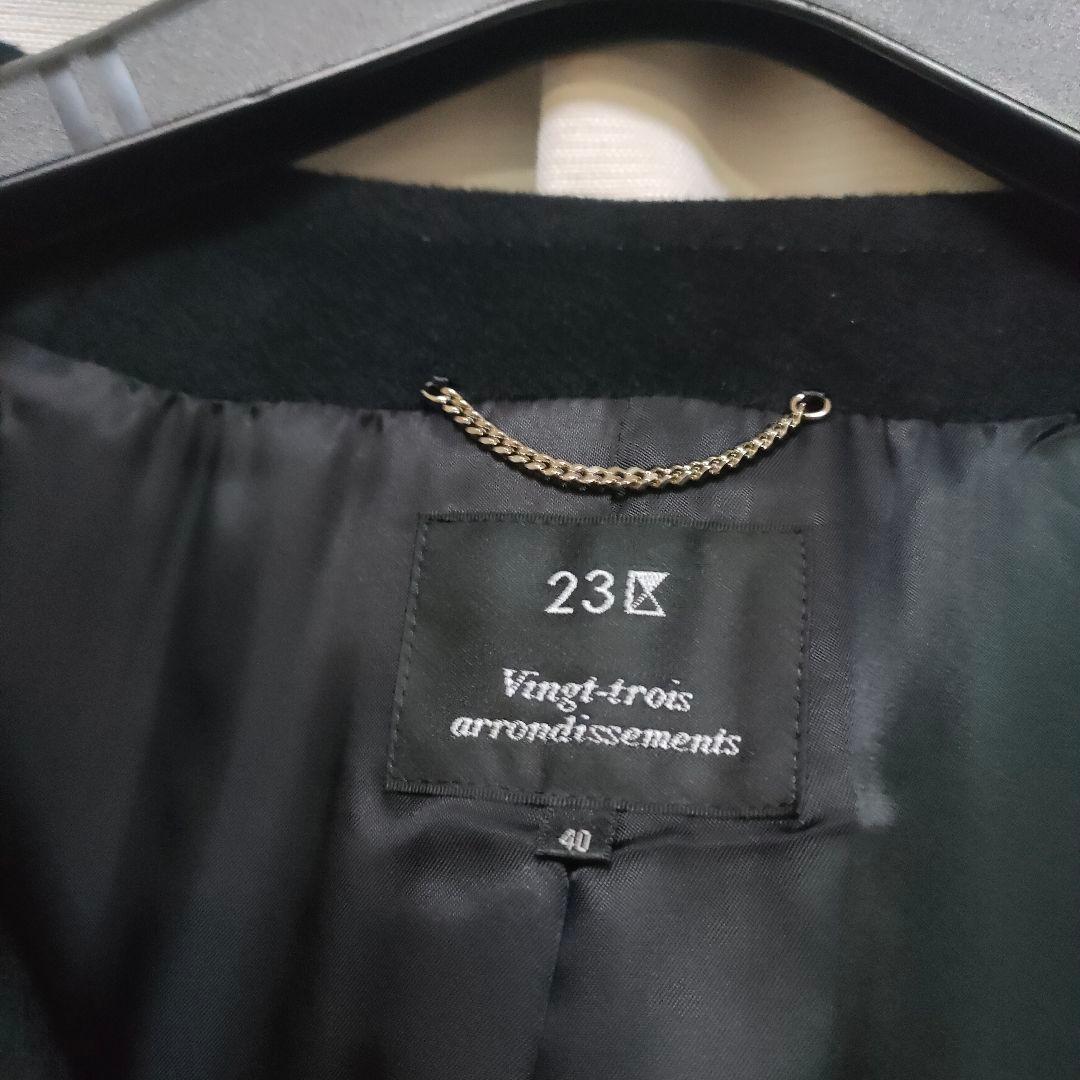 23区
Vingt-trois
arrondissements
40